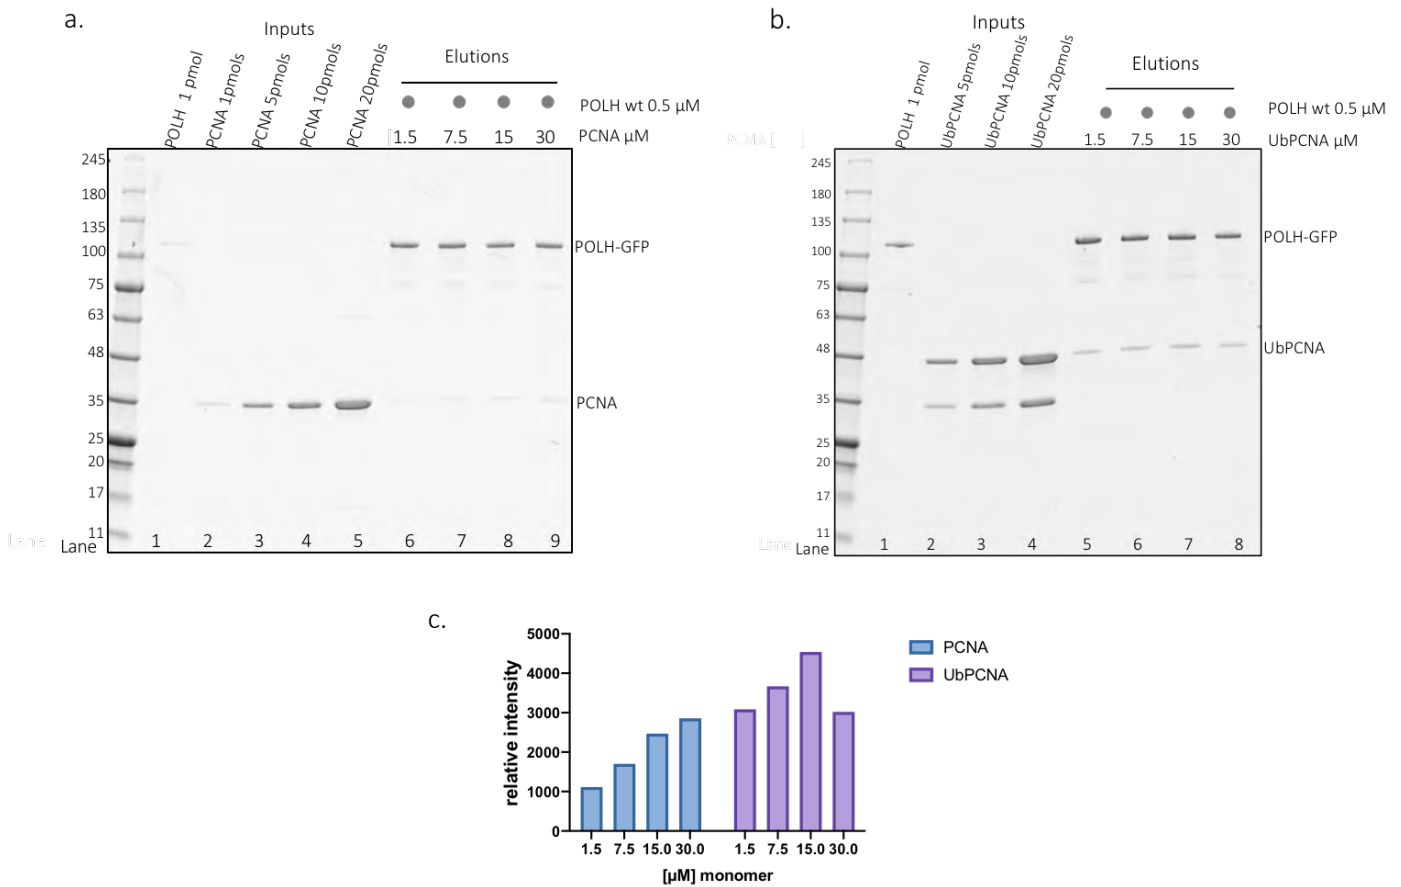 a.
Inputs
POLH 1 pmol
PCNA 1pmols
PCNA 5pmols
PCNA 10pmols
PCNA 20pmols
Elutions
POLH wt 0.5 µM
1.5 7.5 15 30 PCNA µM
245
180
135
100
75
63
48
35
25
20
17
11
POLH-GFP
PCNA
Lane 1 2 3 4 5 6 7 8 9
Lane
b.
Inputs
POLH 1 pmol
UbPCNA 5pmols
UbPCNA 10pmols
UbPCNA 20pmols
Elutions
POLH wt 0.5 µM
PCNA [ ]
1.5 7.5 15 30 UbPCNA µM
245
180
135
100
75
63
48
35
25
20
17
11
POLH-GFP
UbPCNA
Lane 1 2 3 4 5 6 7 8
Lane
c.
relative intensity
5000
4000
3000
2000
1000
0
1.5 7.5 15.0 30.0 1.5 7.5 15.0 30.0
[µM] monomer
PCNA
UbPCNA